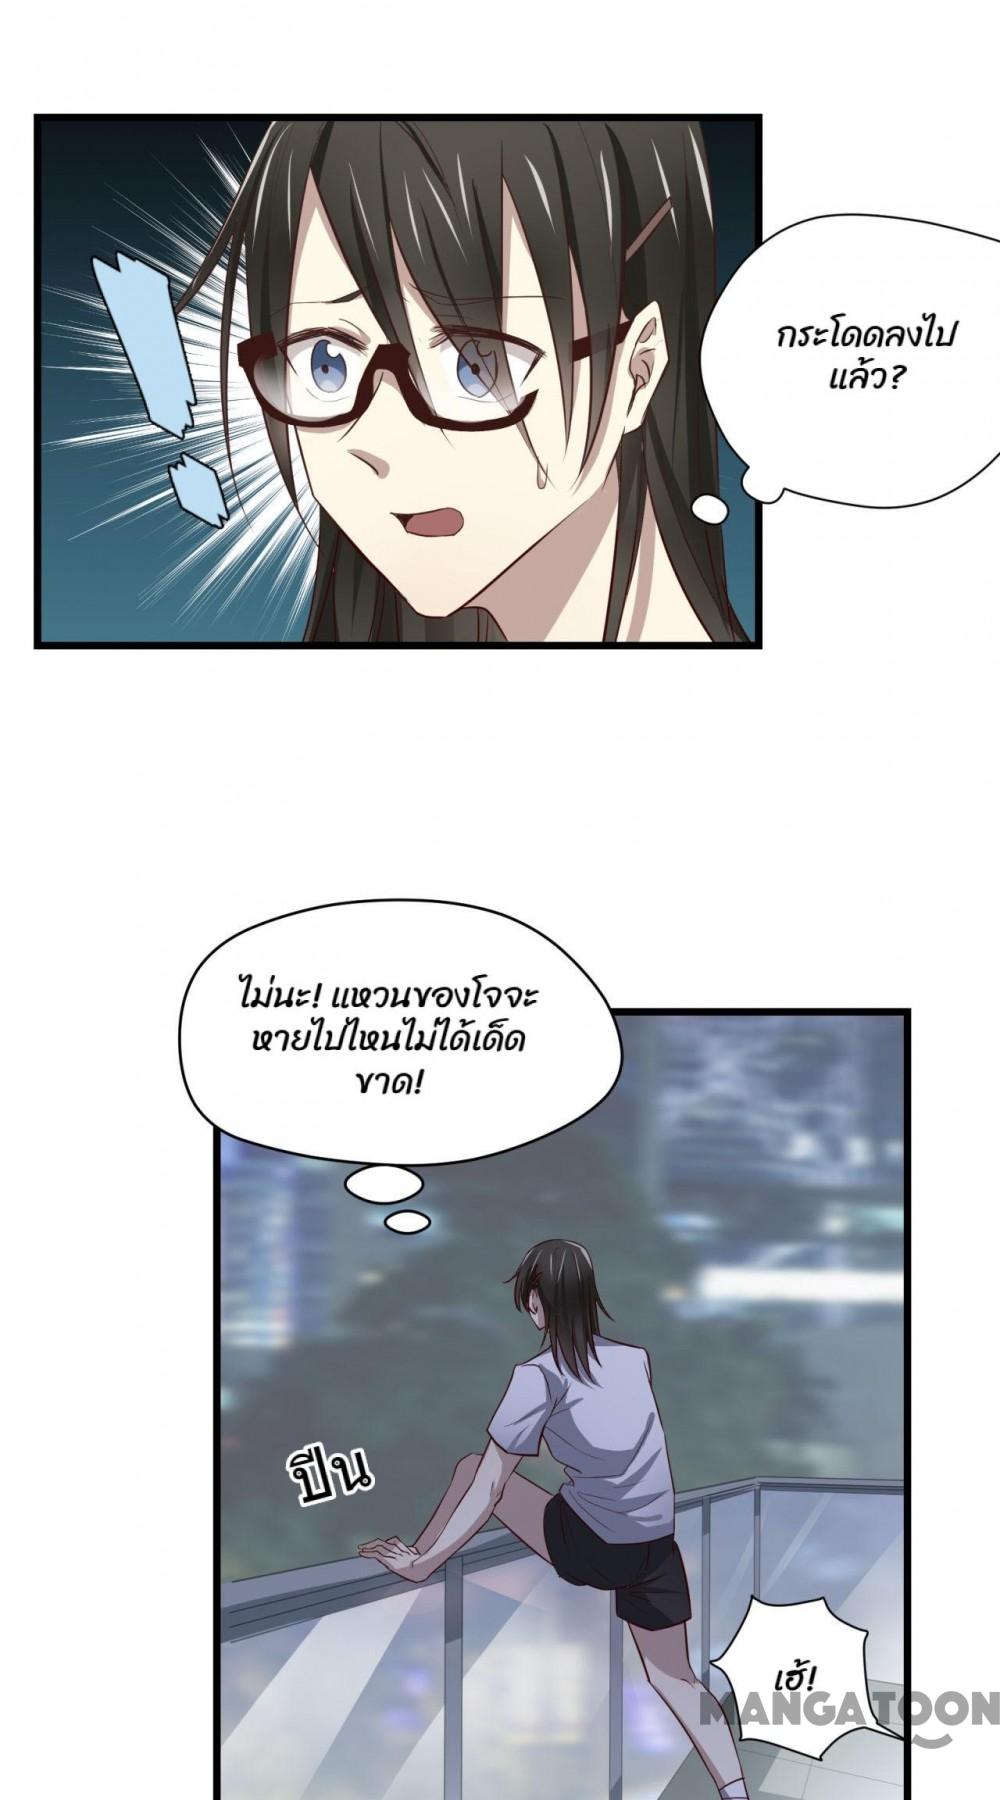 กระโดดลงไป
แล้ว?
ไม่นะ! แหวนของโจจะ
หายไปไหนไม่ได้เด็ด
ขาด!
ปีน
เฮ้!
MANGATOON